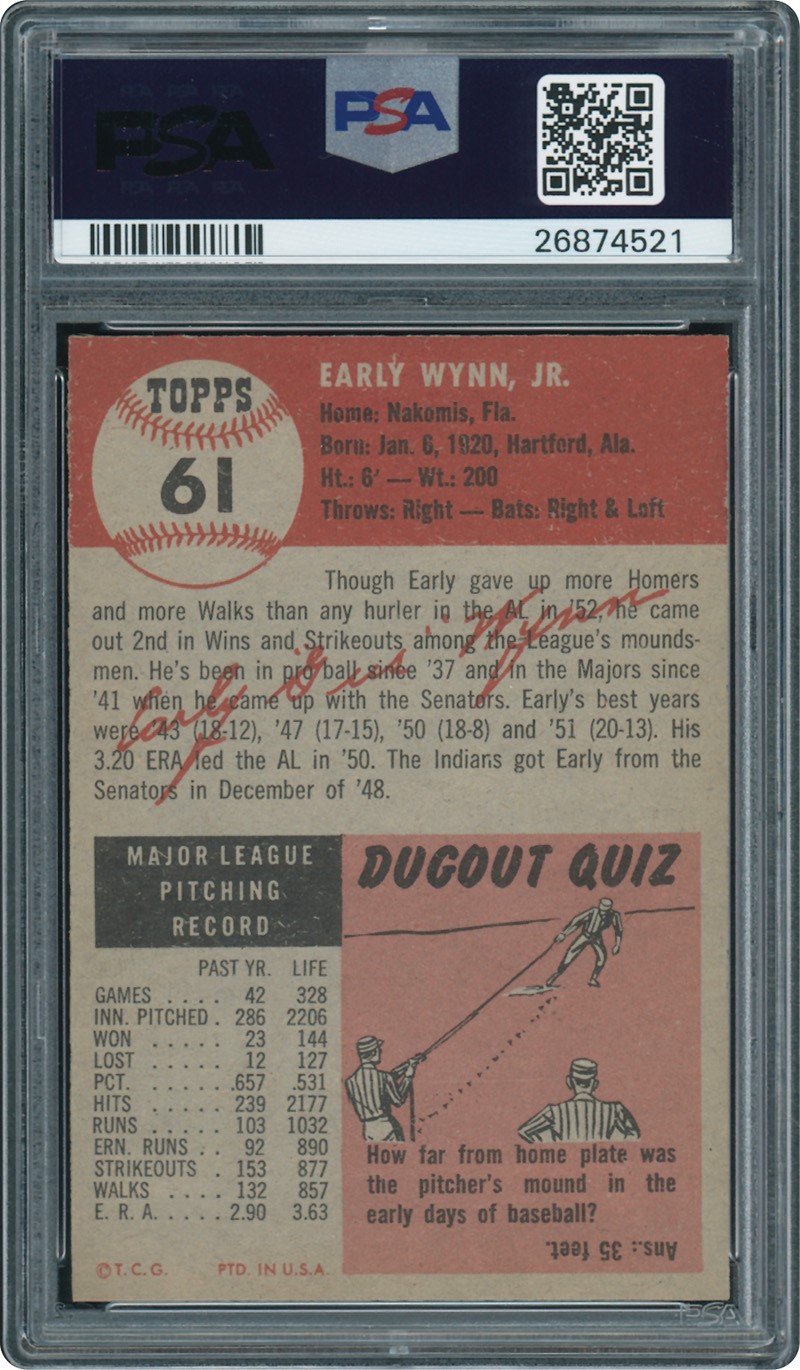 PSA
PSA
26874521
TOPPS
61
EARLY WYNN, JR.
Home: Nakomis, Fla.
Born: Jan. 6, 1920, Hartford, Ala.
Ht.: 6' — Wt.: 200
Throws: Right — Bats: Right & Left
Though Early gave up more Homers
and more Walks than any hurler in the AL in '52, he came
out 2nd in Wins and Strikeouts among the League's mounds-
men. He's been in pro ball since '37 and in the Majors since
'41 when he came up with the Senators. Early's best years
were '43 (18-12), '47 (17-15), '50 (18-8) and '51 (20-13). His
3.20 ERA led the AL in '50. The Indians got Early from the
Senators in December of '48.
Early "Gus" Wynn
MAJOR LEAGUE
PITCHING
RECORD
PAST YR. LIFE
GAMES .... 42 328
INN. PITCHED . 286 2206
WON ..... 23 144
LOST ..... 12 127
PCT. ...... .657 .531
HITS ..... 239 2177
RUNS ..... 103 1032
ERN. RUNS .. 92 890
STRIKEOUTS . 153 877
WALKS .... 132 857
E. R. A. ..... 2.90 3.63
©T.C.G. PTD. IN U.S.A.
DUGOUT QUIZ
How far from home plate was
the pitcher's mound in the
early days of baseball?
Ans.: 35 feet.
PSA